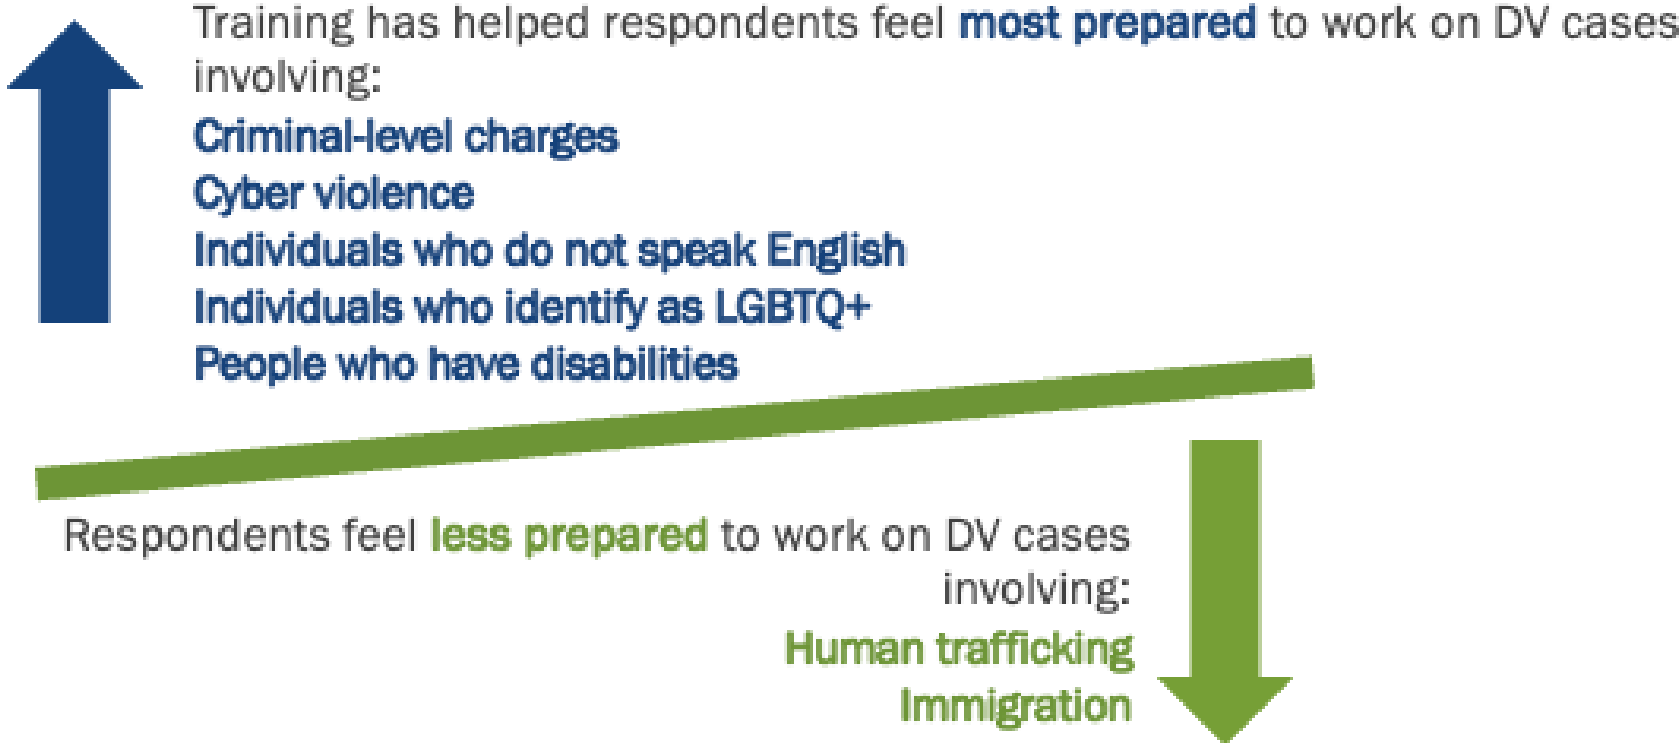 Training has helped respondents feel most prepared to work on DV cases
involving:
Criminal-level charges
Cyber violence
Individuals who do not speak English
Individuals who identify as LGBTQ+
People who have disabilities
Respondents feel less prepared to work on DV cases
involving:
Human trafficking
Immigration